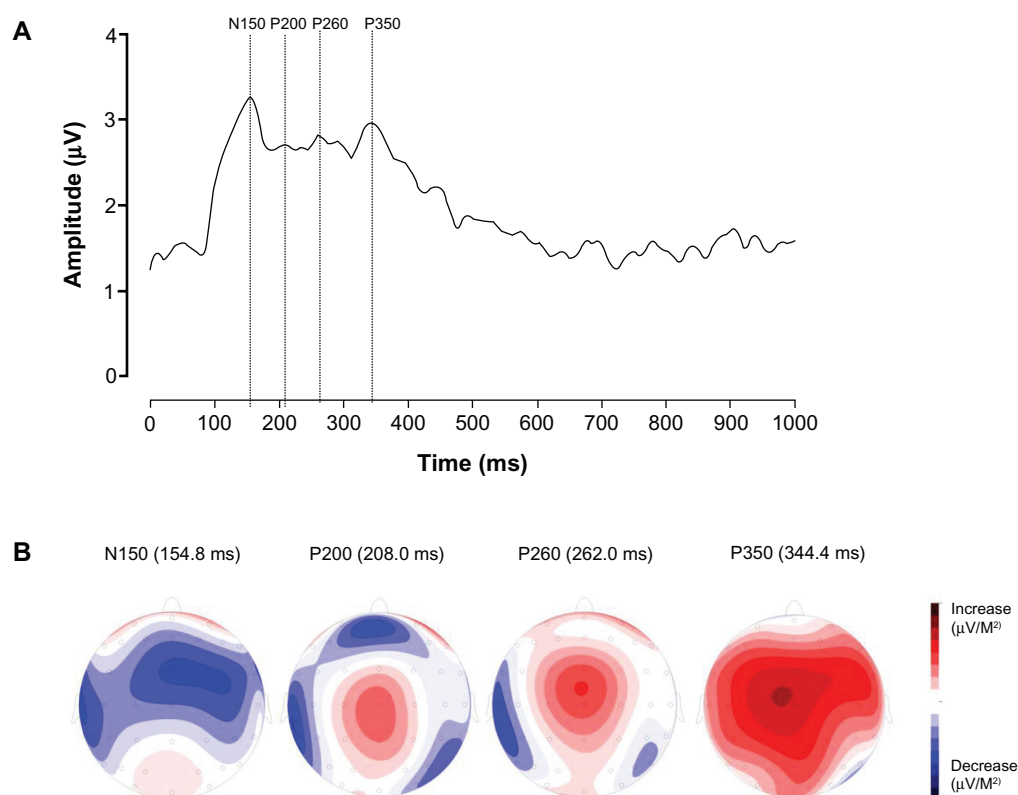 A
N150 P200 P260 P350
4
3
2
1
0
Amplitude (μV)
0 100 200 300 400 500 600 700 800 900 1000
Time (ms)
B
N150 (154.8 ms) P200 (208.0 ms) P260 (262.0 ms) P350 (344.4 ms)
Increase
(μV/M²)
Decrease
(μV/M²)